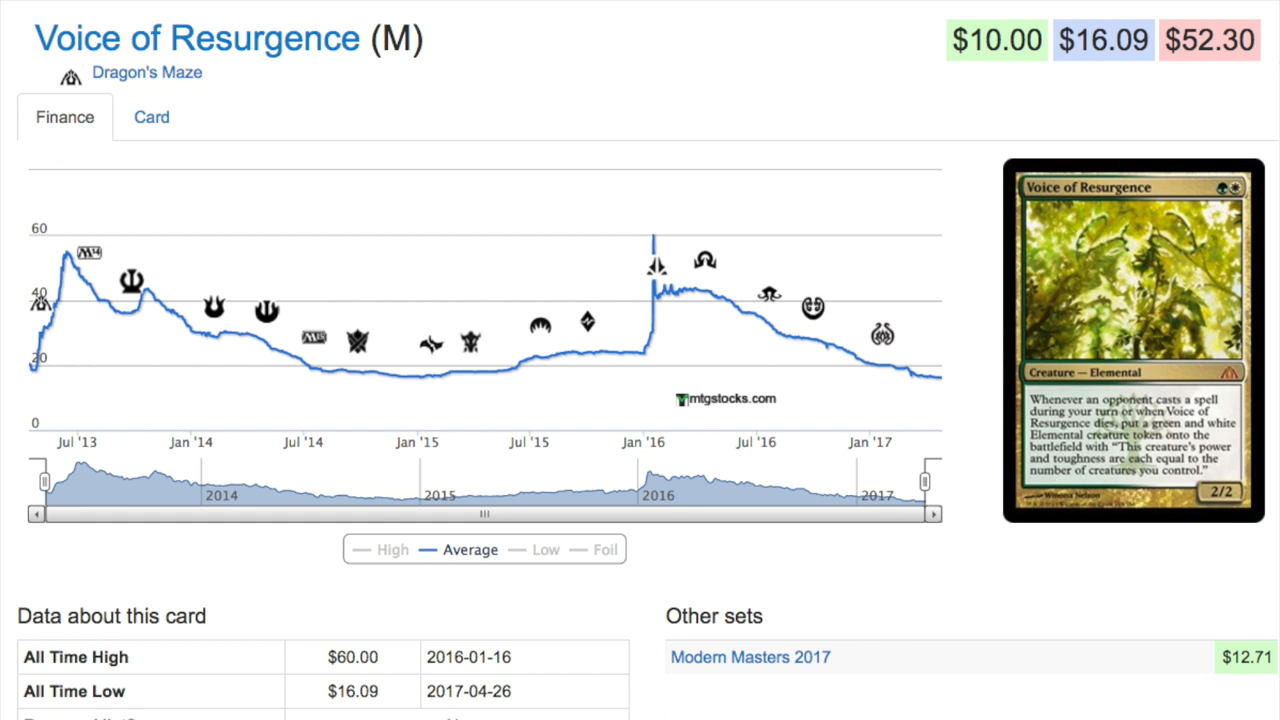 Voice of Resurgence (M)
$10.00 $16.09 $52.30
Dragon's Maze
Finance Card
60
40
20
0
M14
M15
mtgstocks.com
Jul '13 Jan '14 Jul '14 Jan '15 Jul '15 Jan '16 Jul '16 Jan '17
2014 2015 2016 2017
High Average Low Foil
Voice of Resurgence
Creature — Elemental
Whenever an opponent casts a spell
during your turn or when Voice of
Resurgence dies, put a green and white
Elemental creature token onto the
battlefield with “This creature's power
and toughness are each equal to the
number of creatures you control.”
Winona Nelson
2/2
Data about this card
All Time High $60.00 2016-01-16
All Time Low $16.09 2017-04-26
Other sets
Modern Masters 2017 $12.71